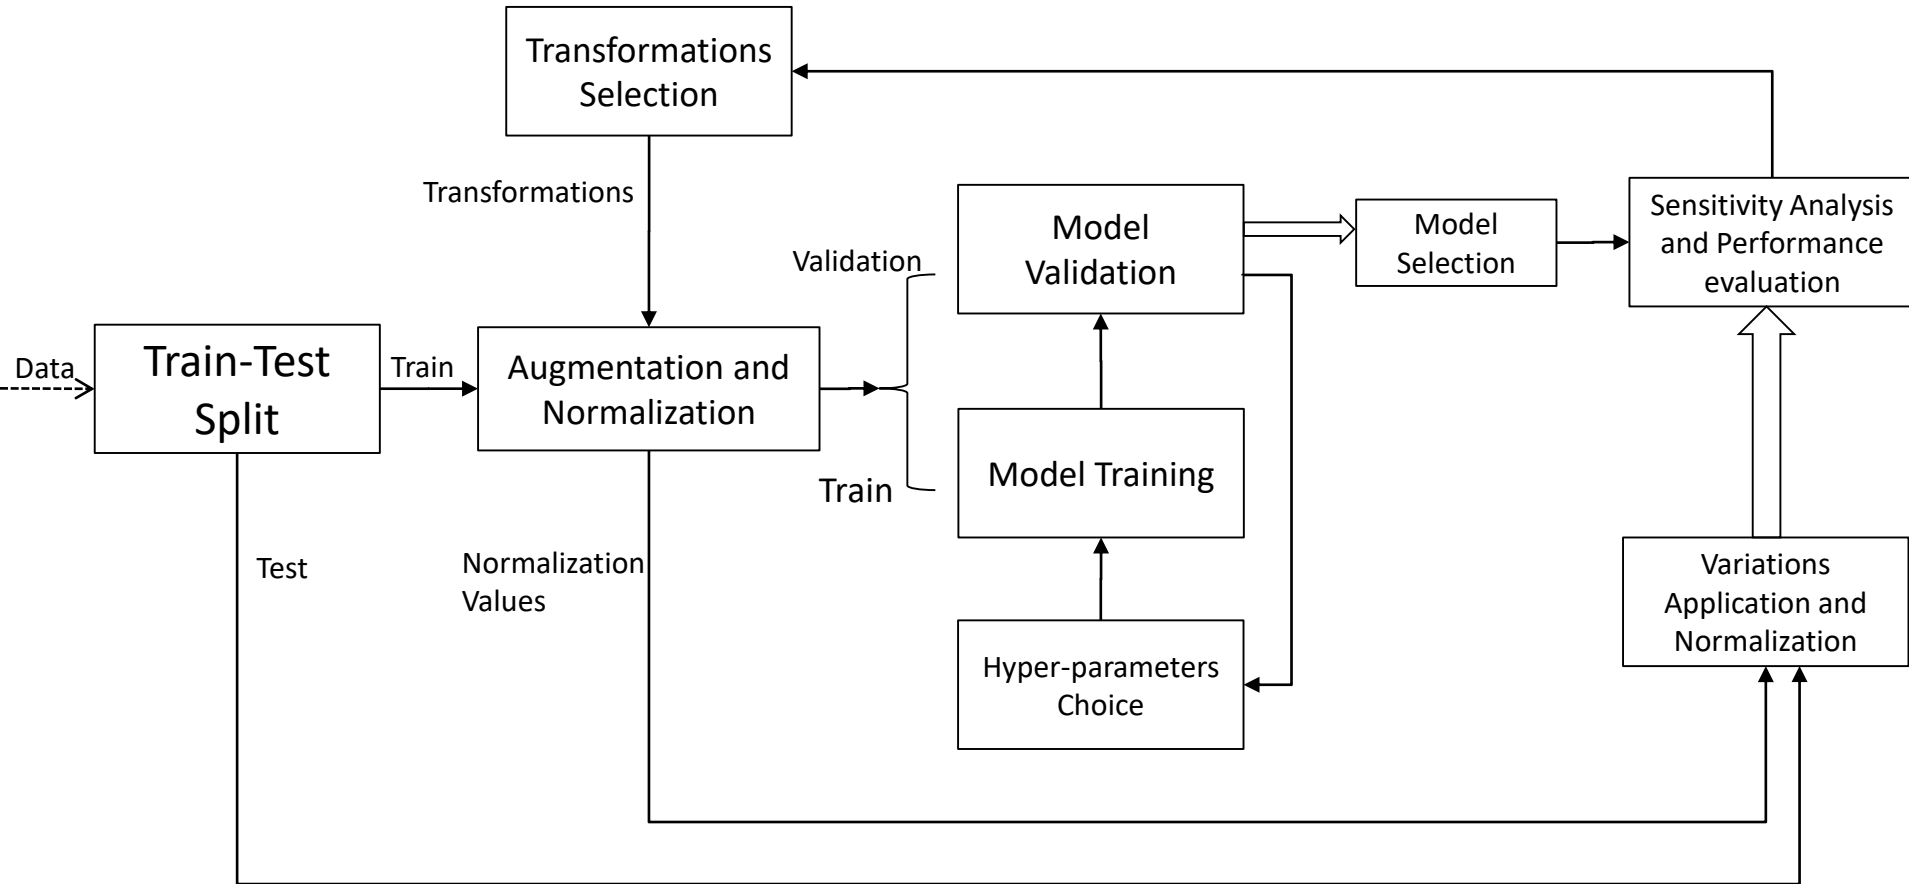 Transformations
Selection
Transformations
Sensitivity Analysis
and Performance
evaluation
Model
Validation
Model
Selection
Validation
Data
Train-Test
Split
Train
Augmentation and
Normalization
Train
Model Training
Test
Normalization
Values
Variations
Application and
Normalization
Hyper-parameters
Choice